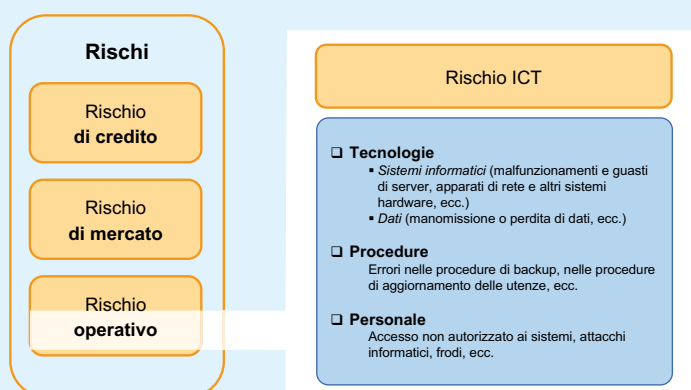 Rischi
Rischio
di credito
Rischio
di mercato
Rischio
operativo
Rischio ICT
❑ Tecnologie
▪ Sistemi informatici (malfunzionamenti e guasti
di server, apparati di rete e altri sistemi
hardware, ecc.)
▪ Dati (manomissione o perdita di dati, ecc.)
❑ Procedure
Errori nelle procedure di backup, nelle procedure
di aggiornamento delle utenze, ecc.
❑ Personale
Accesso non autorizzato ai sistemi, attacchi
informatici, frodi, ecc.